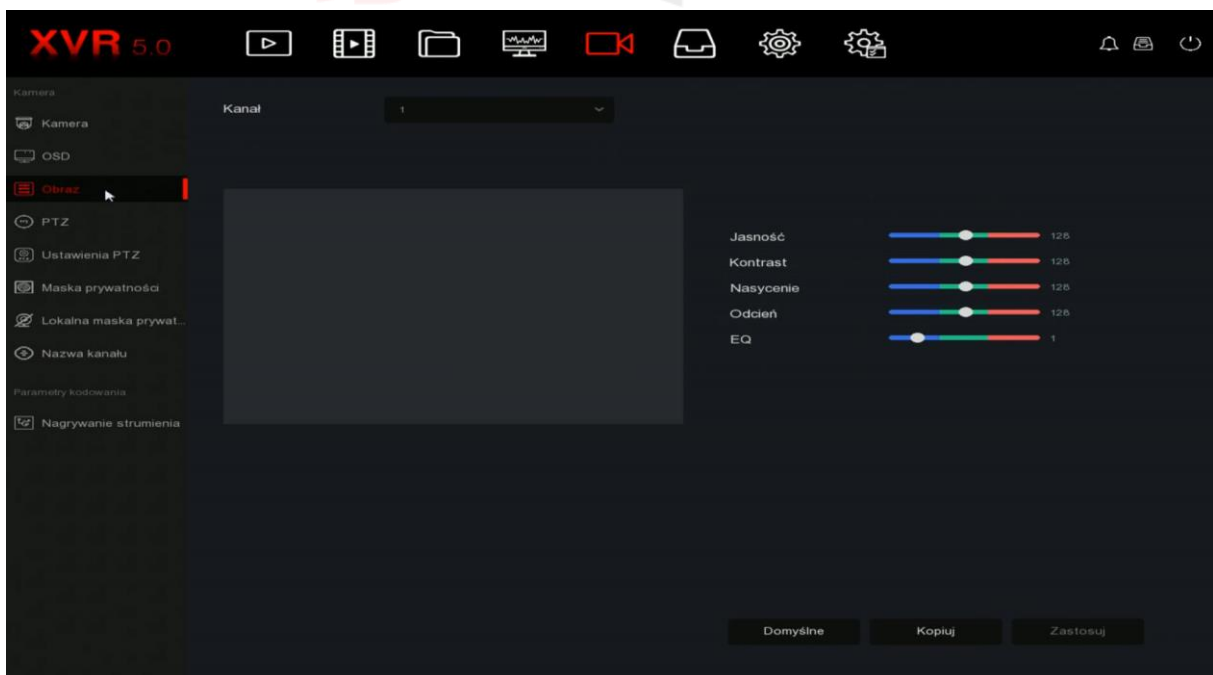 XVR 5.0
Kamera
Kamera
OSD
Obraz
PTZ
Ustawienia PTZ
Maska prywatności
Lokalna maska prywat...
Nazwa kanału
Parametry kodowania
Nagrywanie strumienia
Kanał 1
Jasność 128
Kontrast 128
Nasycenie 128
Odcień 128
EQ 1
Domyślne Kopiuj Zastosuj